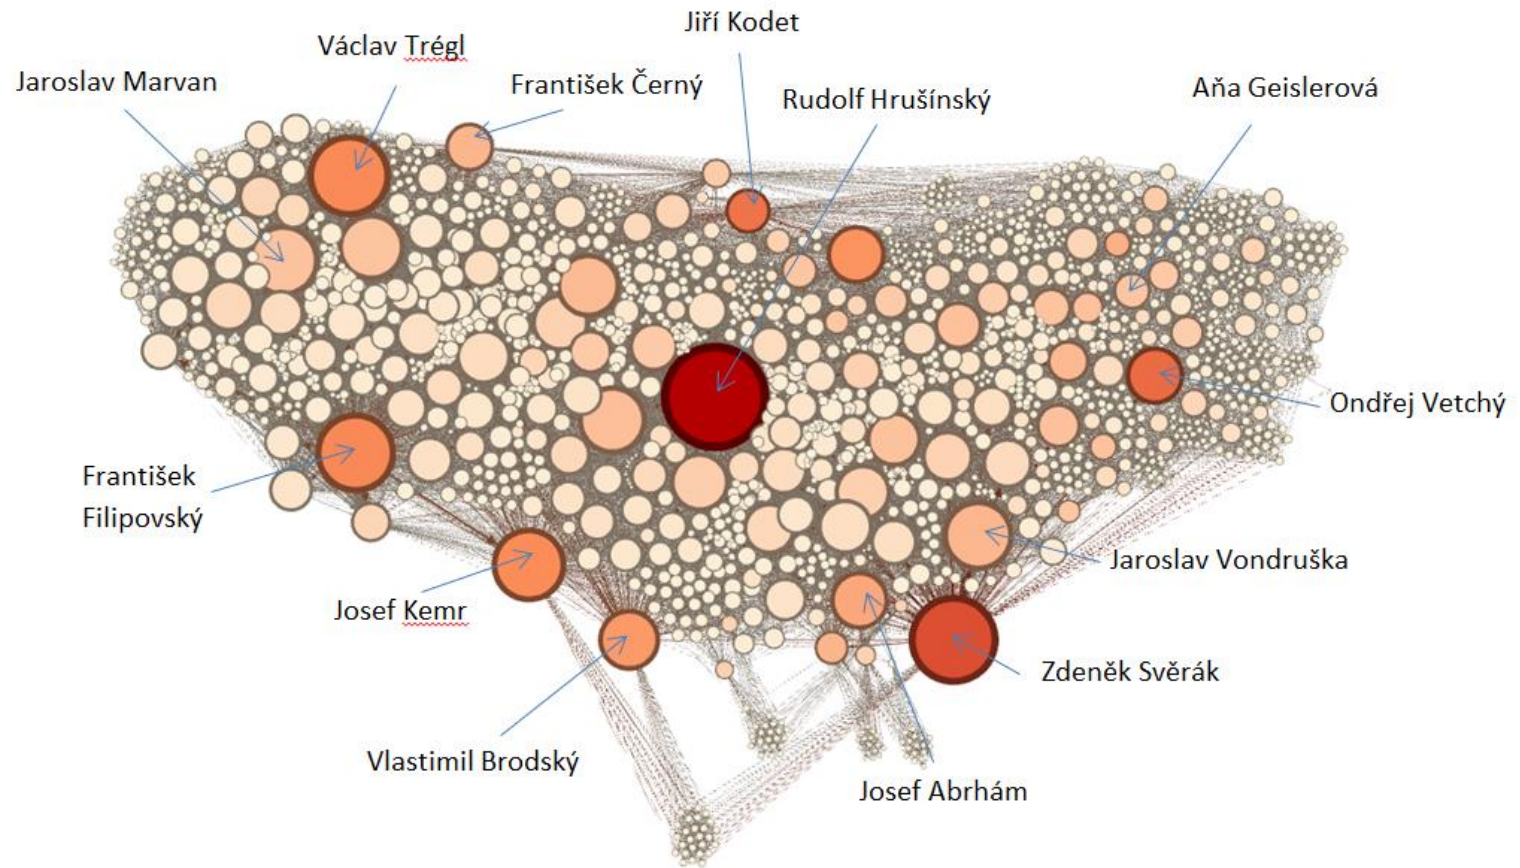 Jiří Kodet
Václav Trégl
Jaroslav Marvan
František Černý
Rudolf Hrušínský
Aňa Geislerová
Ondřej Vetchý
František
Filipovský
Jaroslav Vondruška
Josef Kemr
Zdeněk Svěrák
Vlastimil Brodský
Josef Abrhám